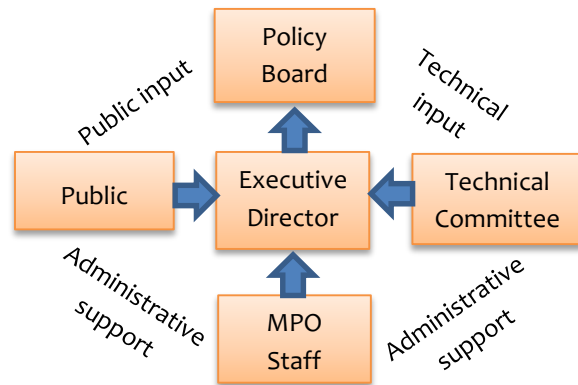 Policy
Board
Public input
Technical
input
Public
Executive
Director
Technical
Committee
Administrative
support
MPO
Staff
Administrative
support